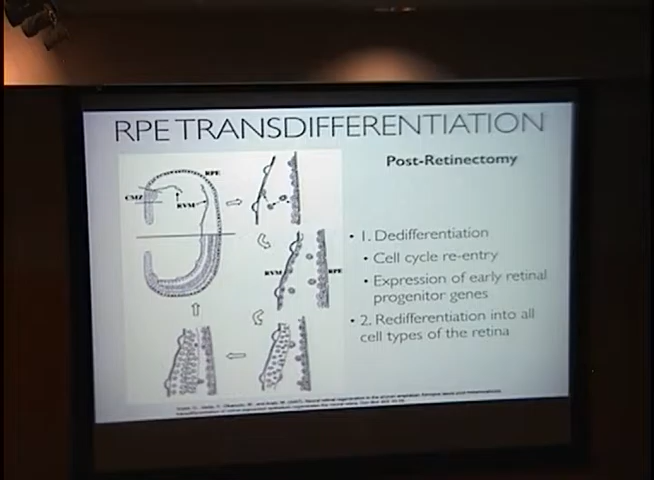 RPE TRANSDIFFERENTIATION
RPE
CMZ
RVM
RVM
RPE
Post-Retinectomy
• 1. Dedifferentiation
• Cell cycle re-entry
• Expression of early retinal
progenitor genes
• 2. Redifferentiation into all
cell types of the retina